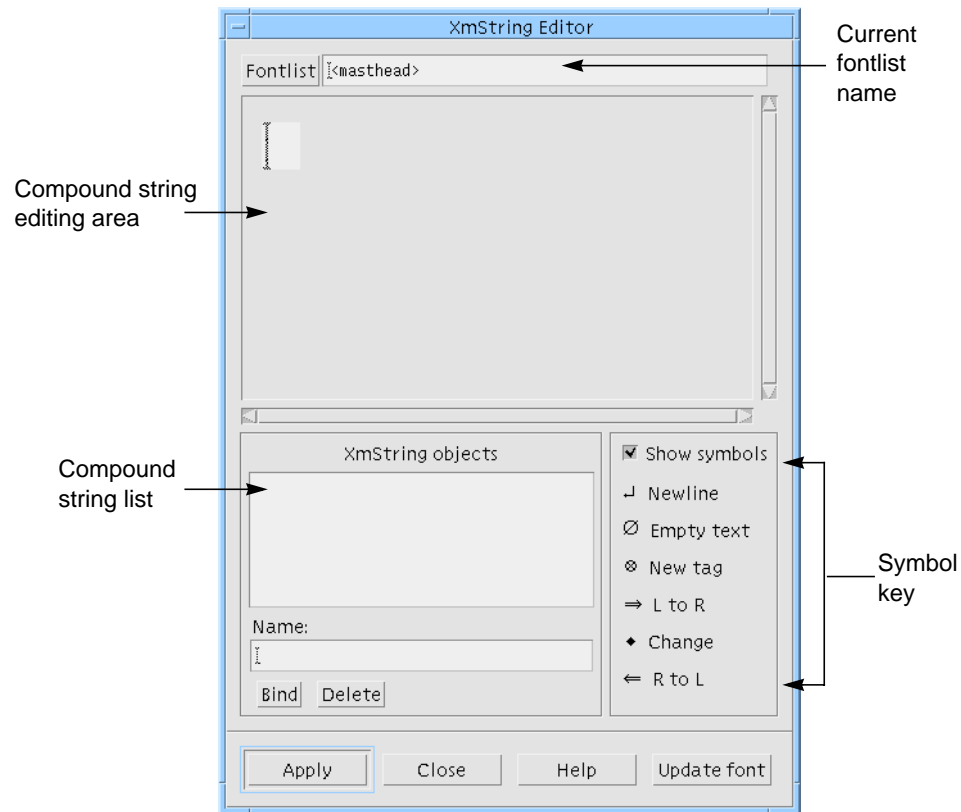 XmString Editor
Current
fontlist
name
Fontlist
<masthead>
Compound string
editing area
XmString objects
Compound
string list
Name:
Bind Delete
Show symbols
↵ Newline
∅ Empty text
⊗ New tag
⇒ L to R
◆ Change
⇐ R to L
Symbol
key
Apply Close Help Update font